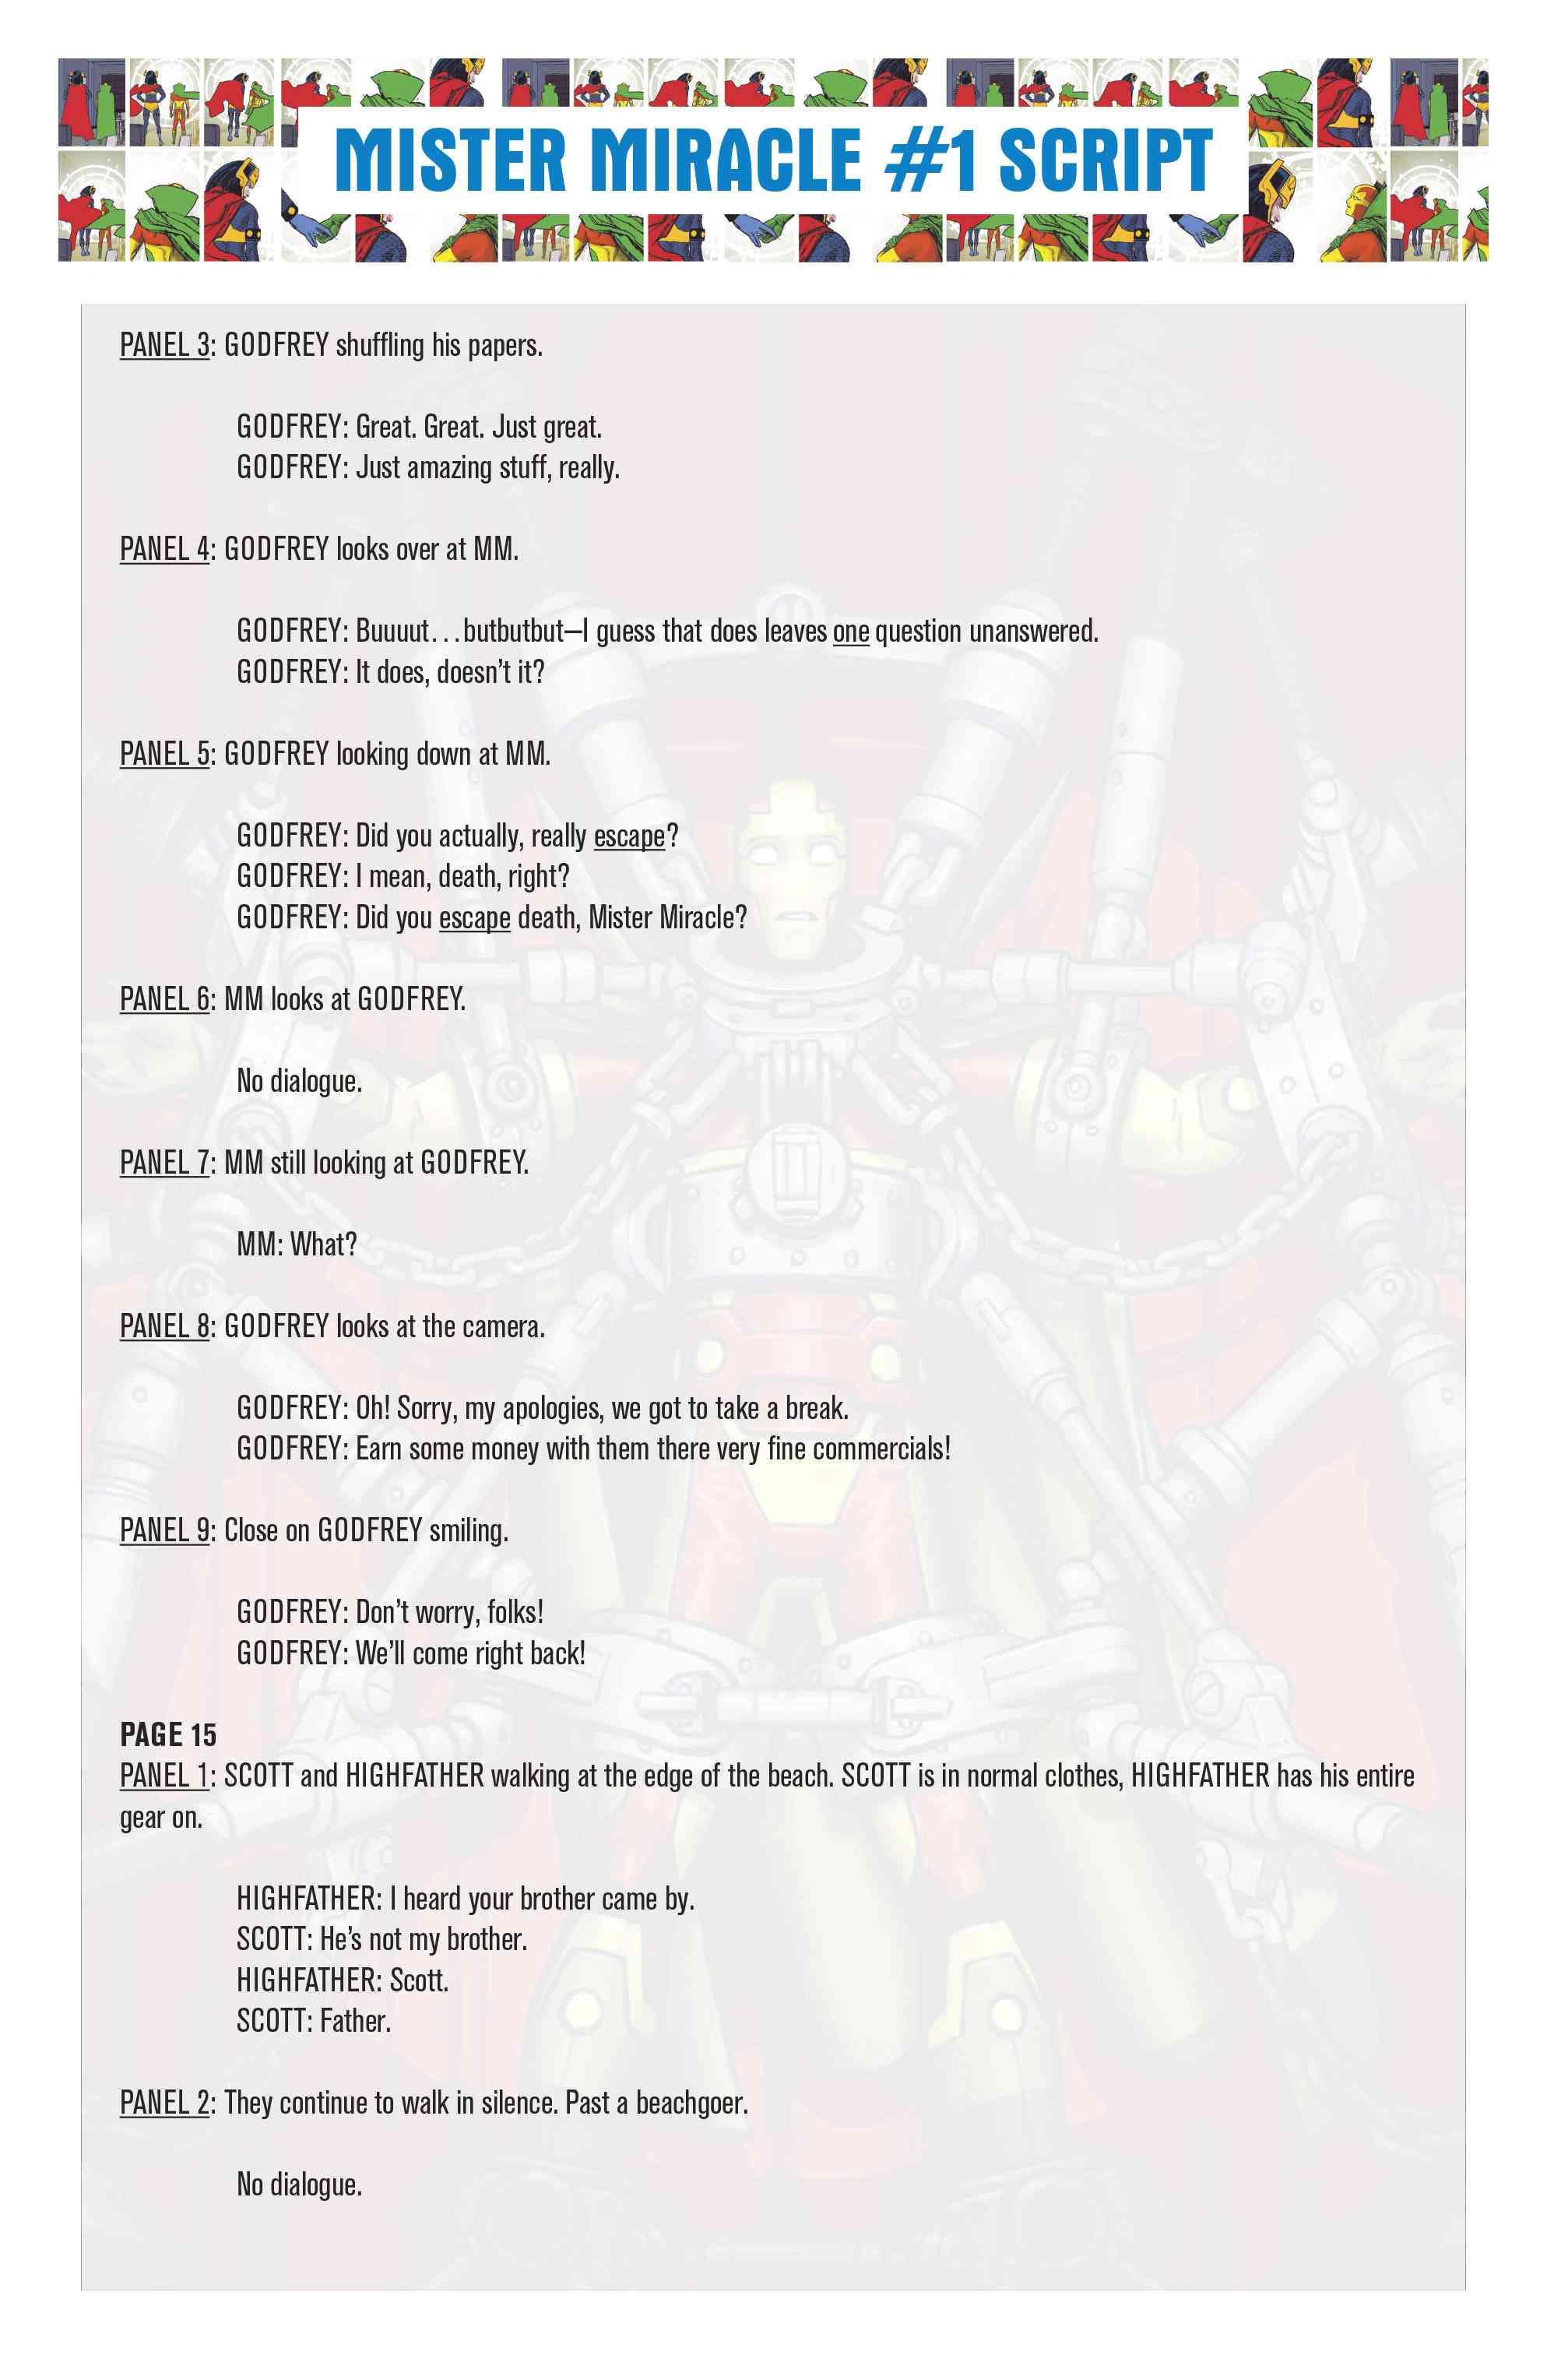 MISTER MIRACLE #1 SCRIPT
PANEL 3: GODFREY shuffling his papers.
GODFREY: Great. Great. Just great.
GODFREY: Just amazing stuff, really.
PANEL 4: GODFREY looks over at MM.
GODFREY: Buuuut...butbutbut—I guess that does leaves one question unanswered.
GODFREY: It does, doesn't it?
PANEL 5: GODFREY looking down at MM.
GODFREY: Did you actually, really escape?
GODFREY: I mean, death, right?
GODFREY: Did you escape death, Mister Miracle?
PANEL 6: MM looks at GODFREY.
No dialogue.
PANEL 7: MM still looking at GODFREY.
MM: What?
PANEL 8: GODFREY looks at the camera.
GODFREY: Oh! Sorry, my apologies, we got to take a break.
GODFREY: Earn some money with them there very fine commercials!
PANEL 9: Close on GODFREY smiling.
GODFREY: Don't worry, folks!
GODFREY: We'll come right back!
PAGE 15
PANEL 1: SCOTT and HIGHFATHER walking at the edge of the beach. SCOTT is in normal clothes, HIGHFATHER has his entire
gear on.
HIGHFATHER: I heard your brother came by.
SCOTT: He's not my brother.
HIGHFATHER: Scott.
SCOTT: Father.
PANEL 2: They continue to walk in silence. Past a beachgoer.
No dialogue.